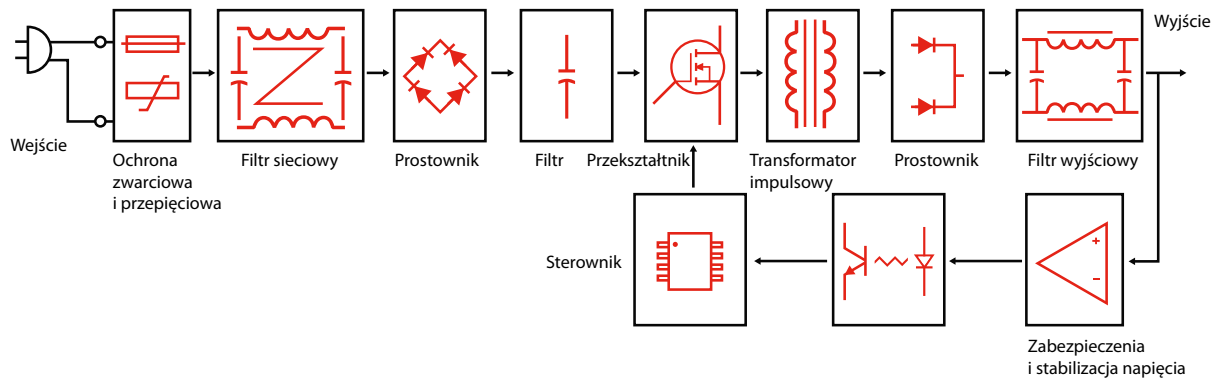 Wyjście
Wejście
Ochrona
zwarciowa
i przepięciowa
Filtr sieciowy
Prostownik
Filtr
Przekształtnik
Transformator
impulsowy
Prostownik
Filtr wyjściowy
Sterownik
+
−
Zabezpieczenia
i stabilizacja napięcia